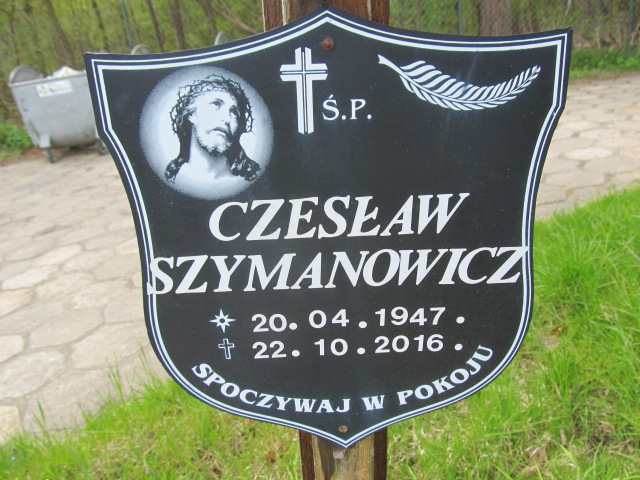 Ś.P.
CZESŁAW
SZYMANOWICZ
20. 04. 1947.
22. 10. 2016.
SPOCZYWAJ W POKOJU